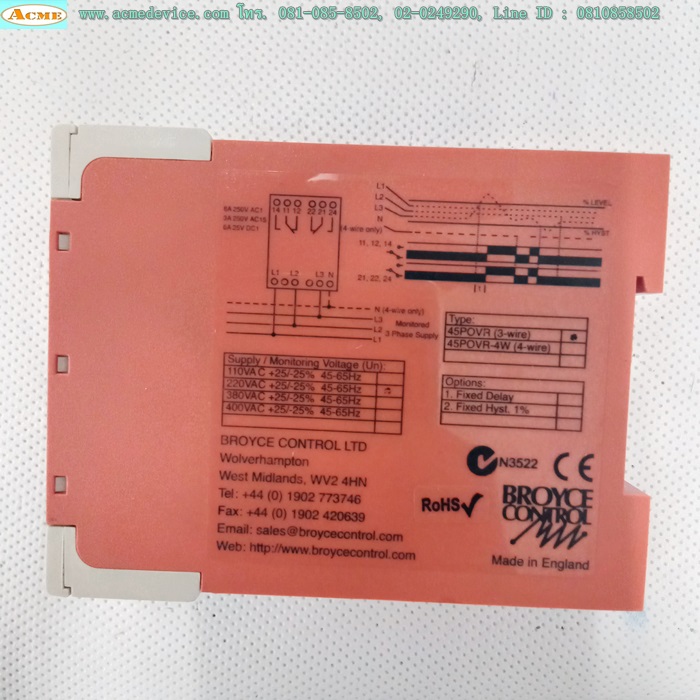 ACME
www.acmedevice.com โทร. 081-085-8502, 02-0249290, Line ID : 0810858502
6A 250V AC1
3A 250V AC15
6A 25V DC1
14 11 12 22 21 24
(4-wire only)
L1 L2 L3 N
N (4-wire only)
L3
L2
L1
Monitored
3 Phase Supply
L1
L2
L3
N
% LEVEL
% HYST
11, 12, 14
21, 22, 24
[t]
Type:
45POVR (3-wire)
45POVR-4W (4-wire)
Options:
1. Fixed Delay
2. Fixed Hyst. 1%
Supply / Monitoring Voltage (Un):
110VAC +25/-25% 45-65Hz
220VAC +25/-25% 45-65Hz
380VAC +25/-25% 45-65Hz
400VAC +25/-25% 45-65Hz
BROYCE CONTROL LTD
Wolverhampton
West Midlands, WV2 4HN
Tel: +44 (0) 1902 773746
Fax: +44 (0) 1902 420639
Email: sales@broycecontrol.com
Web: http://www.broycecontrol.com
N3522 CE
RoHS
BROYCE
CONTROL
Made in England